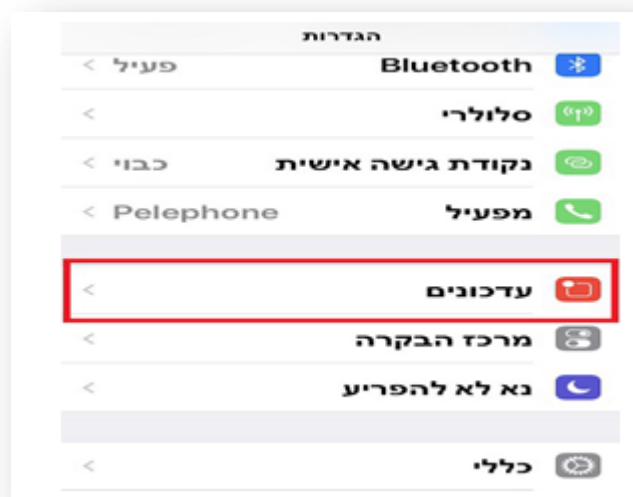 הגדרות
Bluetooth פעיל
סלולרי
נקודת גישה אישית כבוי
מפעיל Pelephone
עדכונים
מרכז הבקרה
נא לא להפריע
כללי